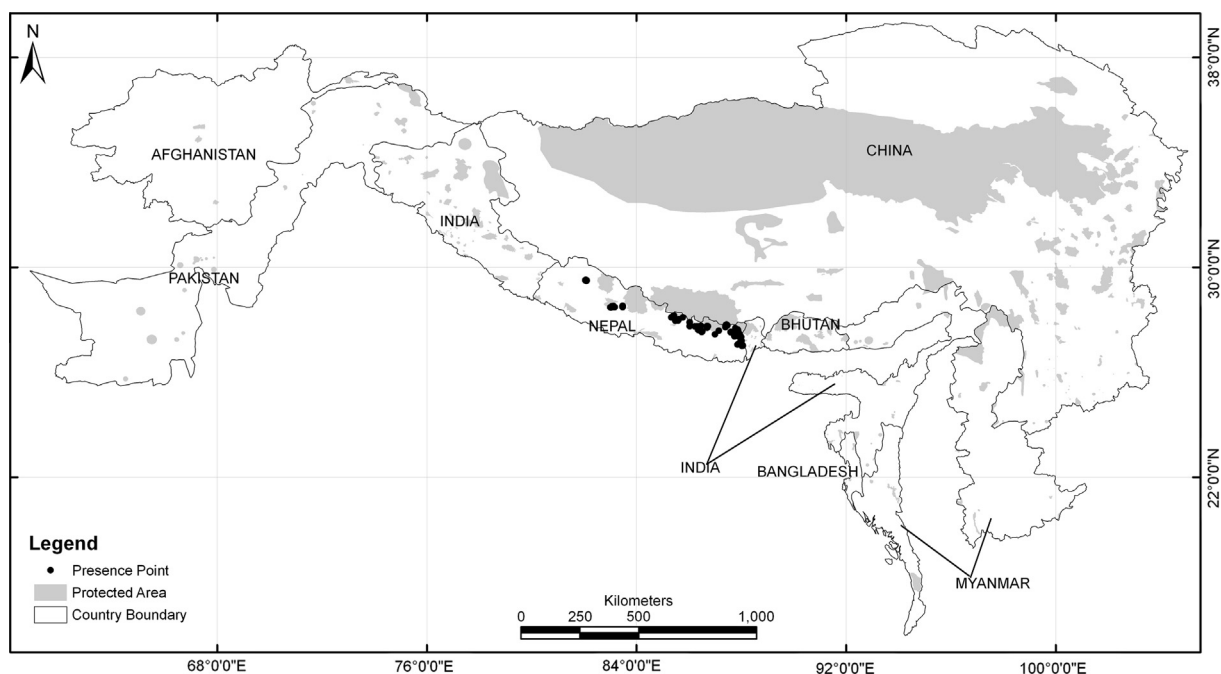 N
38°0'0"N
AFGHANISTAN
CHINA
INDIA
30°0'0"N
PAKISTAN
NEPAL
BHUTAN
INDIA
BANGLADESH
22°0'0"N
Legend
Presence Point
Protected Area
Country Boundary
Kilometers
0 250 500 1,000
MYANMAR
68°0'0"E 76°0'0"E 84°0'0"E 92°0'0"E 100°0'0"E